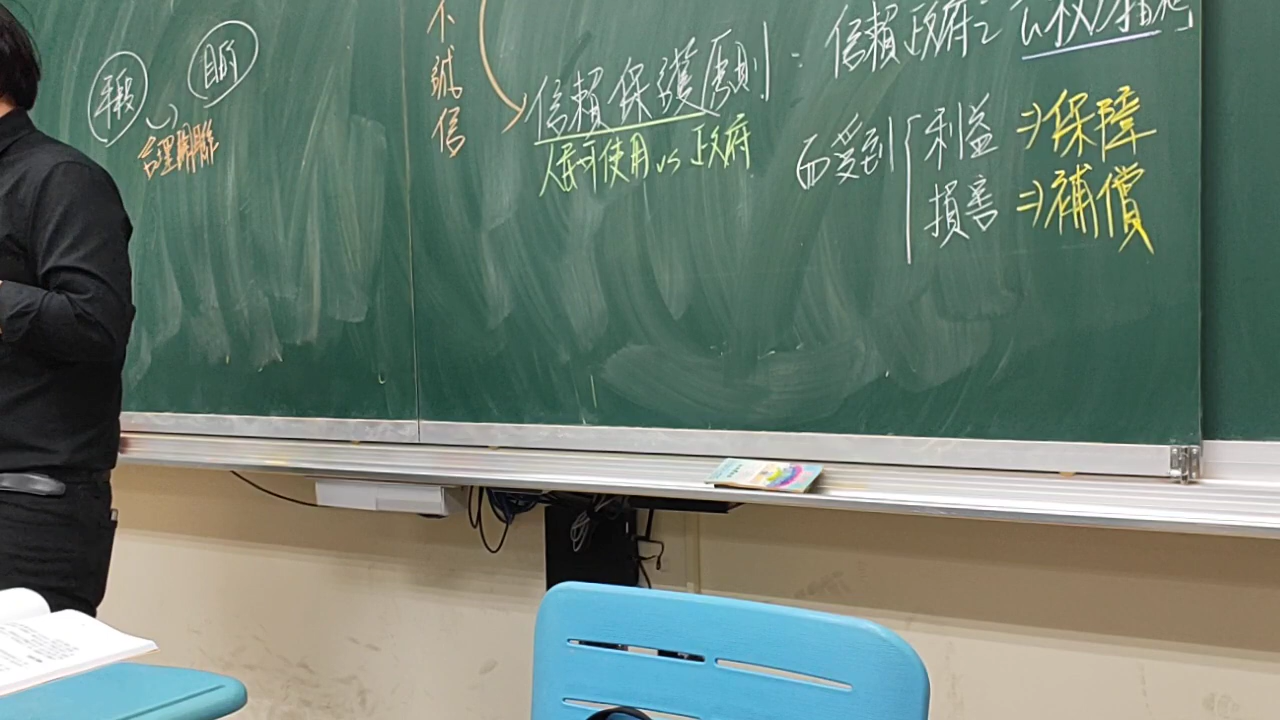 手段 目的
合理關聯
不誠信
信賴保護原則：信賴政府之公權力措施
人民可使用 vs 政府
而受到 利益 ⇒ 保障
損害 ⇒ 補償